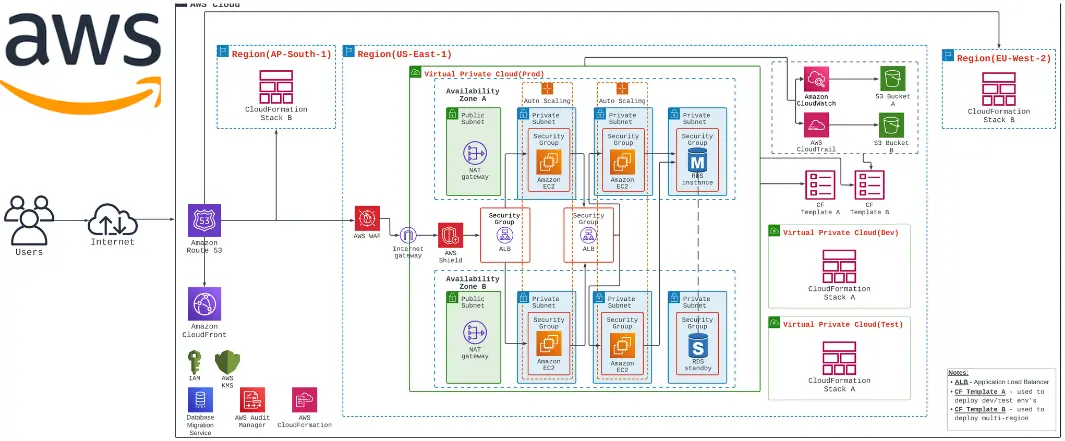 aws
AWS Cloud
Region(AP-South-1)
CloudFormation
Stack B
Region(US-East-1)
Region(EU-West-2)
CloudFormation
Stack B
Virtual Private Cloud(Prod)
Availability
Zone A
Auto Scaling
Auto Scaling
Public
Subnet
NAT
gateway
Private
Subnet
Security
Group
Amazon
EC2
Private
Subnet
Security
Group
Amazon
EC2
Private
Subnet
Security
Group
M
RDS
instance
Amazon
CloudWatch
S3 Bucket
A
AWS
CloudTrail
S3 Bucket
B
CF
Template A
CF
Template B
Users
Internet
53
Amazon
Route 53
AWS WAF
Internet
gateway
AWS
Shield
Security
Group
ALB
Security
Group
ALB
Availability
Zone B
Public
Subnet
NAT
gateway
Private
Subnet
Security
Group
Amazon
EC2
Private
Subnet
Security
Group
Amazon
EC2
Private
Subnet
Security
Group
S
RDS
standby
Virtual Private Cloud(Dev)
CloudFormation
Stack A
Virtual Private Cloud(Test)
CloudFormation
Stack A
Amazon
CloudFront
IAM
AWS
KMS
Database
Migration
Service
AWS Audit
Manager
AWS
CloudFormation
Notes:
• ALB - Application Load Balancer
• CF Template A - used to
deploy dev/test env's
• CF Template B - used to
deploy multi-region